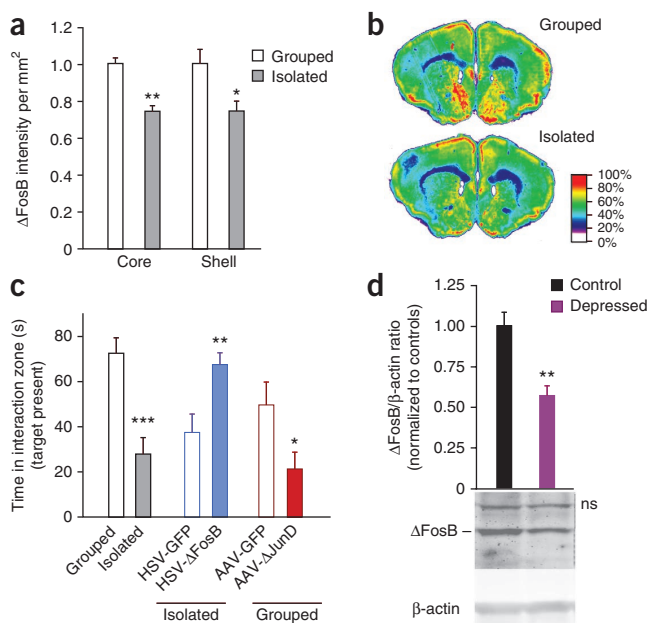 a
ΔFosB intensity per mm2
1.2
1.0
0.8
0.6
0.4
0.2
0
Grouped
Isolated
**
*
Core
Shell
b
Grouped
Isolated
100%
80%
60%
40%
20%
0%
c
Time in interaction zone (s)
(target present)
80
60
40
20
0
***
**
*
Grouped
Isolated
HSV-GFP
HSV-ΔFosB
AAV-GFP
AAV-ΔJunD
Isolated
Grouped
d
ΔFosB/β-actin ratio
(normalized to controls)
1.25
1.00
0.75
0.50
0.25
0
Control
Depressed
**
ns
ΔFosB
β-actin